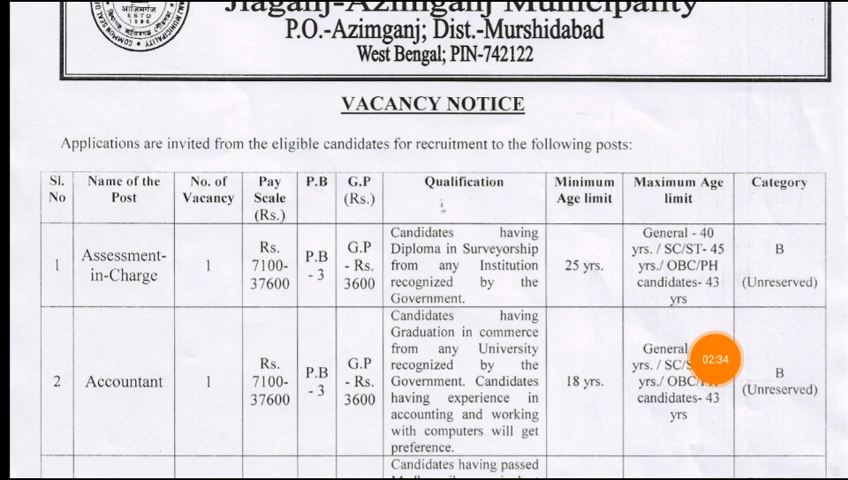 Jiaganj-Azimganj Municipality
P.O.-Azimganj; Dist.-Murshidabad
West Bengal; PIN-742122
VACANCY NOTICE
Applications are invited from the eligible candidates for recruitment to the following posts:
Sl. No | Name of the Post | No. of Vacancy | Pay Scale (Rs.) | P.B | G.P (Rs.) | Qualification | Minimum Age limit | Maximum Age limit | Category
1 | Assessment-in-Charge | 1 | Rs. 7100-37600 | P.B - 3 | G.P - Rs. 3600 | Candidates having Diploma in Surveyorship from any Institution recognized by the Government. | 25 yrs. | General - 40 yrs. / SC/ST- 45 yrs./ OBC/PH candidates- 43 yrs | B (Unreserved)
2 | Accountant | 1 | Rs. 7100-37600 | P.B - 3 | G.P - Rs. 3600 | Candidates having Graduation in commerce from any University recognized by the Government. Candidates having experience in accounting and working with computers will get preference. | 18 yrs. | General yrs. / SC/ yrs./ OBC/ candidates- 43 yrs | B (Unreserved)
Candidates having passed
02:34